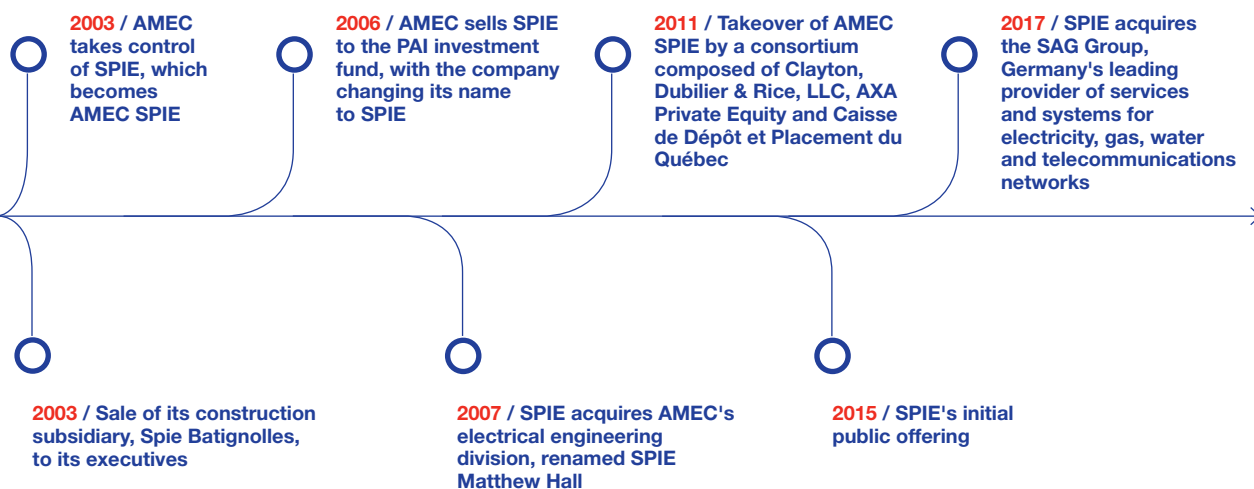 2003 / AMEC
takes control
of SPIE, which
becomes
AMEC SPIE
2006 / AMEC sells SPIE
to the PAI investment
fund, with the company
changing its name
to SPIE
2011 / Takeover of AMEC
SPIE by a consortium
composed of Clayton,
Dubilier & Rice, LLC, AXA
Private Equity and Caisse
de Dépôt et Placement du
Québec
2017 / SPIE acquires
the SAG Group,
Germany's leading
provider of services
and systems for
electricity, gas, water
and telecommunications
networks
2003 / Sale of its construction
subsidiary, Spie Batignolles,
to its executives
2007 / SPIE acquires AMEC's
electrical engineering
division, renamed SPIE
Matthew Hall
2015 / SPIE's initial
public offering